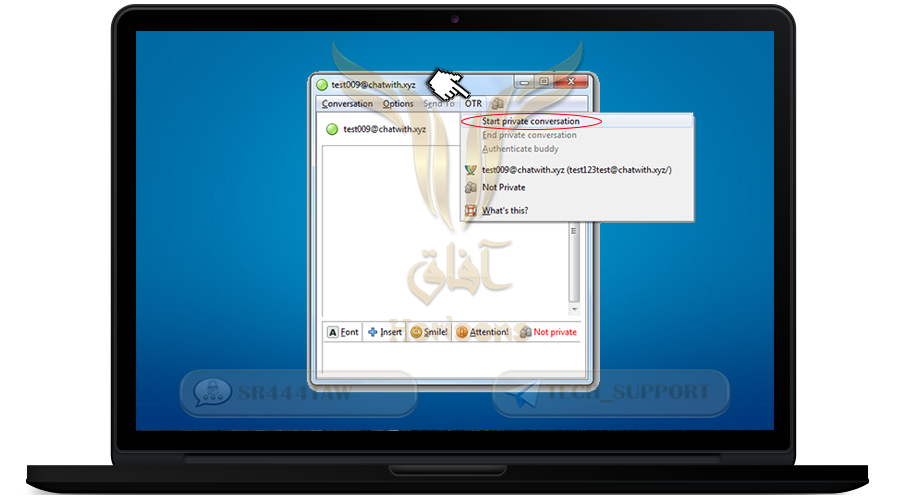 test009@chatwith.xyz
Conversation Options Send To OTR
test009@chatwith.xyz
Start private conversation
End private conversation
Authenticate buddy
test009@chatwith.xyz (test123test@chatwith.xyz/)
Not Private
What's this?
آفاق
Horizons
Font Insert Smile! Attention! Not private
TECH_SUPPORT